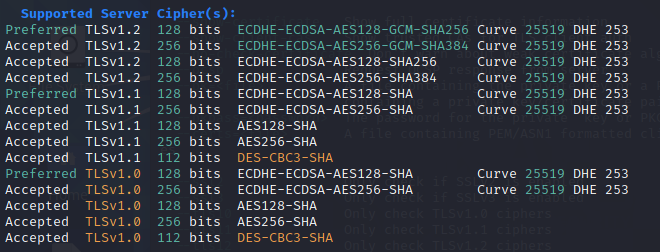 Supported Server Cipher(s):
Preferred TLSv1.2 128 bits ECDHE-ECDSA-AES128-GCM-SHA256 Curve 25519 DHE 253
Accepted TLSv1.2 256 bits ECDHE-ECDSA-AES256-GCM-SHA384 Curve 25519 DHE 253
Accepted TLSv1.2 128 bits ECDHE-ECDSA-AES128-SHA256 Curve 25519 DHE 253
Accepted TLSv1.2 256 bits ECDHE-ECDSA-AES256-SHA384 Curve 25519 DHE 253
Preferred TLSv1.1 128 bits ECDHE-ECDSA-AES128-SHA Curve 25519 DHE 253
Accepted TLSv1.1 256 bits ECDHE-ECDSA-AES256-SHA Curve 25519 DHE 253
Accepted TLSv1.1 128 bits AES128-SHA
Accepted TLSv1.1 256 bits AES256-SHA
Accepted TLSv1.1 112 bits DES-CBC3-SHA
Preferred TLSv1.0 128 bits ECDHE-ECDSA-AES128-SHA Curve 25519 DHE 253
Accepted TLSv1.0 256 bits ECDHE-ECDSA-AES256-SHA Curve 25519 DHE 253
Accepted TLSv1.0 128 bits AES128-SHA
Accepted TLSv1.0 256 bits AES256-SHA
Only check TLSv1.0 ciphers
Accepted TLSv1.0 112 bits DES-CBC3-SHA